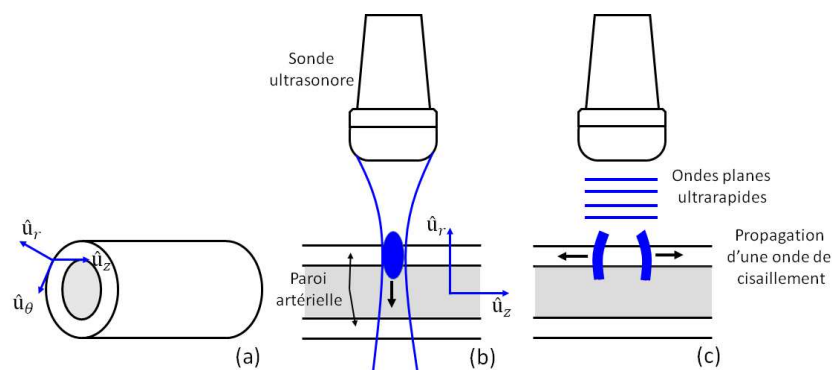 Sonde
ultrasonore
Ondes planes
ultrarapides
Propagation
d'une onde de
cisaillement
Paroi
artérielle
û_r
û_z
û_θ
û_r
û_z
(a)
(b)
(c)